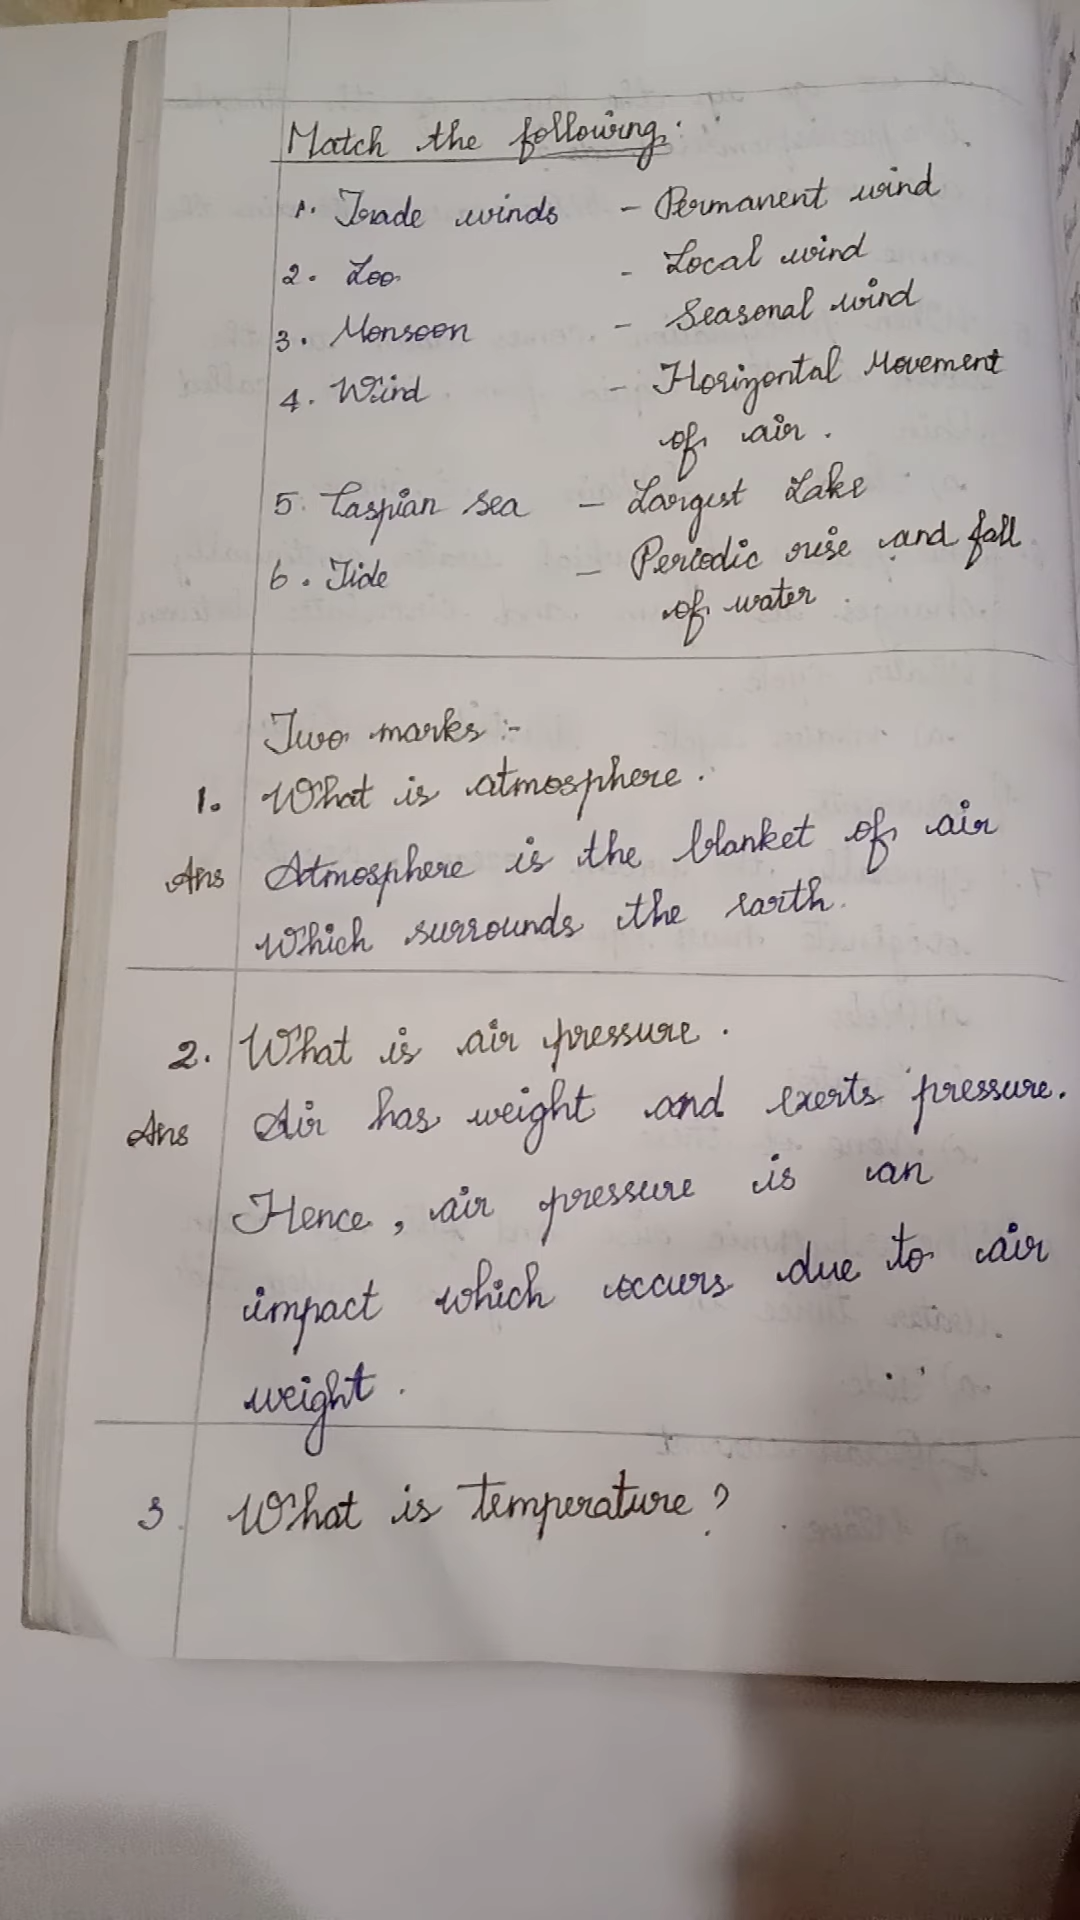 Match the following:
1. Trade winds - Permanent wind
2. Loo - Local wind
3. Monsoon - Seasonal wind
4. Wind - Horizontal Movement
of air.
5. Caspian sea - Largest Lake
6. Tide - Periodic rise and fall
of water
Two marks :-
1. What is atmosphere.
Ans Atmosphere is the blanket of air
which surrounds the earth.
2. What is air pressure.
Ans Air has weight and exerts pressure.
Hence, air pressure is an
impact which occurs due to air
weight.
3 What is temperature?